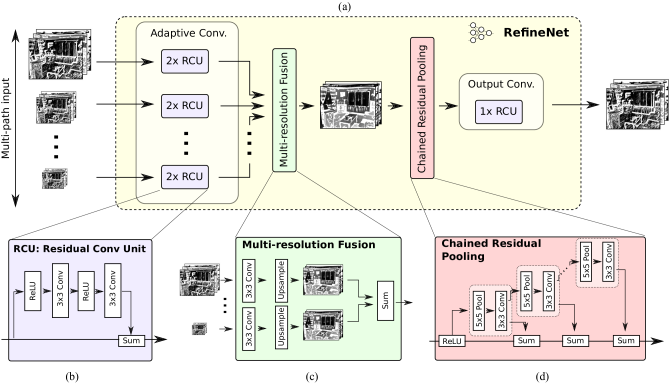 (a)
Multi-path input
Adaptive Conv.
2x RCU
2x RCU
2x RCU
Multi-resolution Fusion
Chained Residual Pooling
RefineNet
Output Conv.
1x RCU
RCU: Residual Conv Unit
ReLU
3x3 Conv
ReLU
3x3 Conv
Sum
(b)
Multi-resolution Fusion
3x3 Conv
Upsample
3x3 Conv
Upsample
Sum
(c)
Chained Residual
Pooling
ReLU
5x5 Pool
3x3 Conv
5x5 Pool
3x3 Conv
5x5 Pool
3x3 Conv
Sum
Sum
Sum
(d)